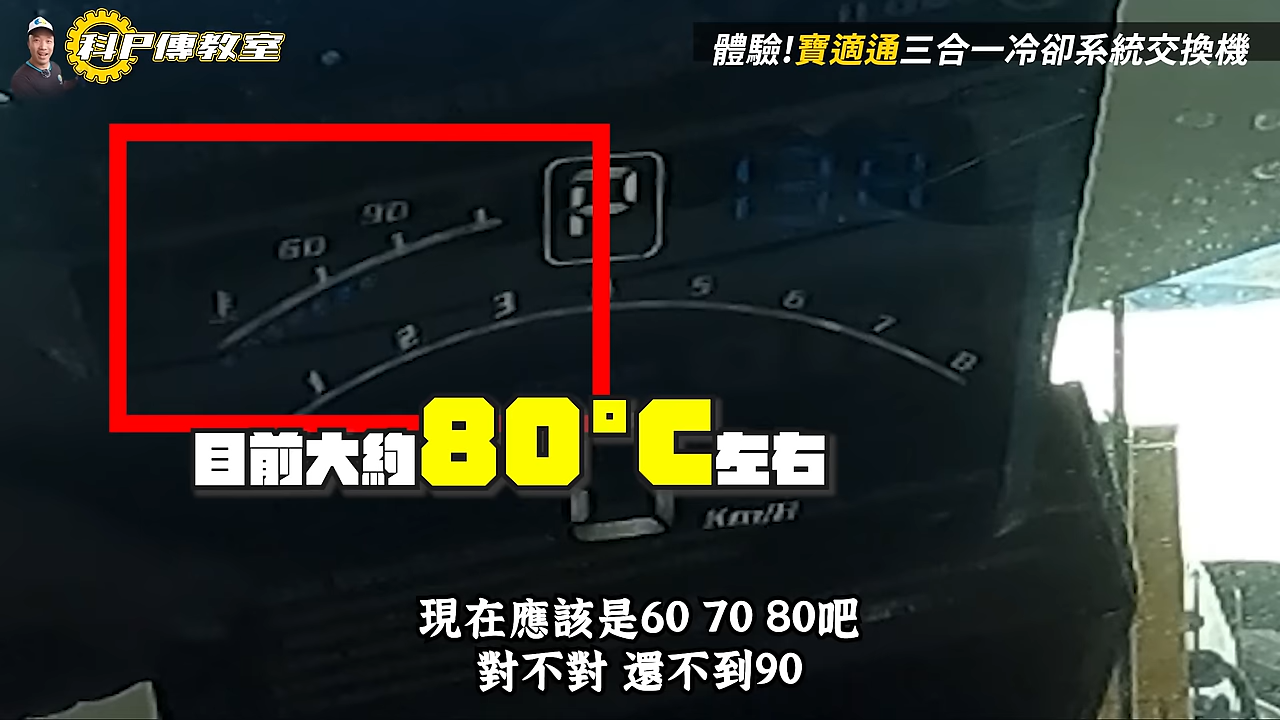 科P傳教室
體驗!寶適通三合一冷卻系統交換機
P
90
60
1 2 3 5 6 7 8
目前大約80°C左右
Km/H
現在應該是60 70 80吧
對不對 還不到90